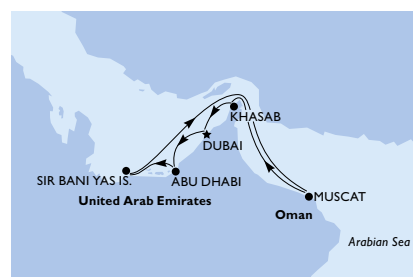 KHASAB
DUBAI
SIR BANI YAS IS.
ABU DHABI
United Arab Emirates
MUSCAT
Oman
Arabian Sea